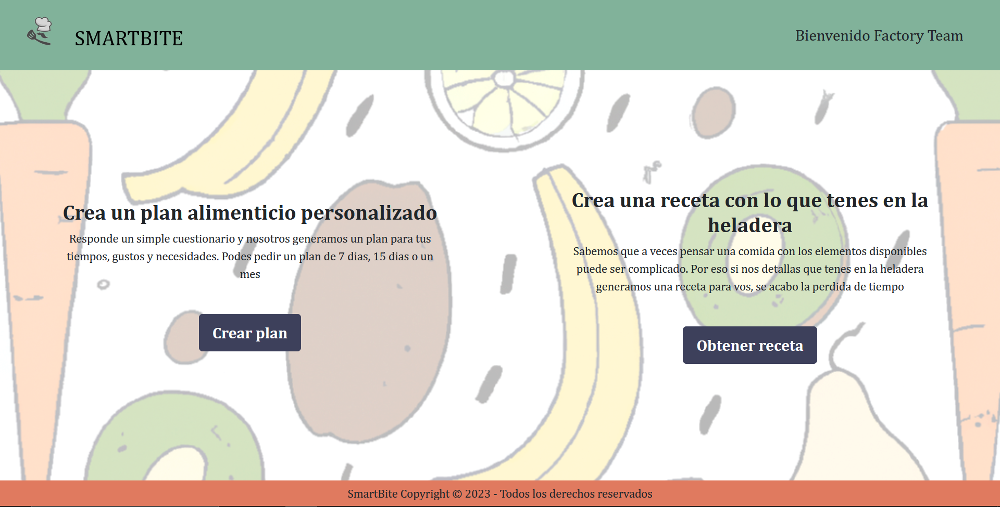 SMARTBITE
Bienvenido Factory Team
Crea un plan alimenticio personalizado
Responde un simple cuestionario y nosotros generamos un plan para tus
tiempos, gustos y necesidades. Podes pedir un plan de 7 dias, 15 dias o un
mes
Crear plan
Crea una receta con lo que tenes en la
heladera
Sabemos que a veces pensar una comida con los elementos disponibles
puede ser complicado. Por eso si nos detallas que tenes en la heladera
generamos una receta para vos, se acabo la perdida de tiempo
Obtener receta
SmartBite Copyright © 2023 - Todos los derechos reservados